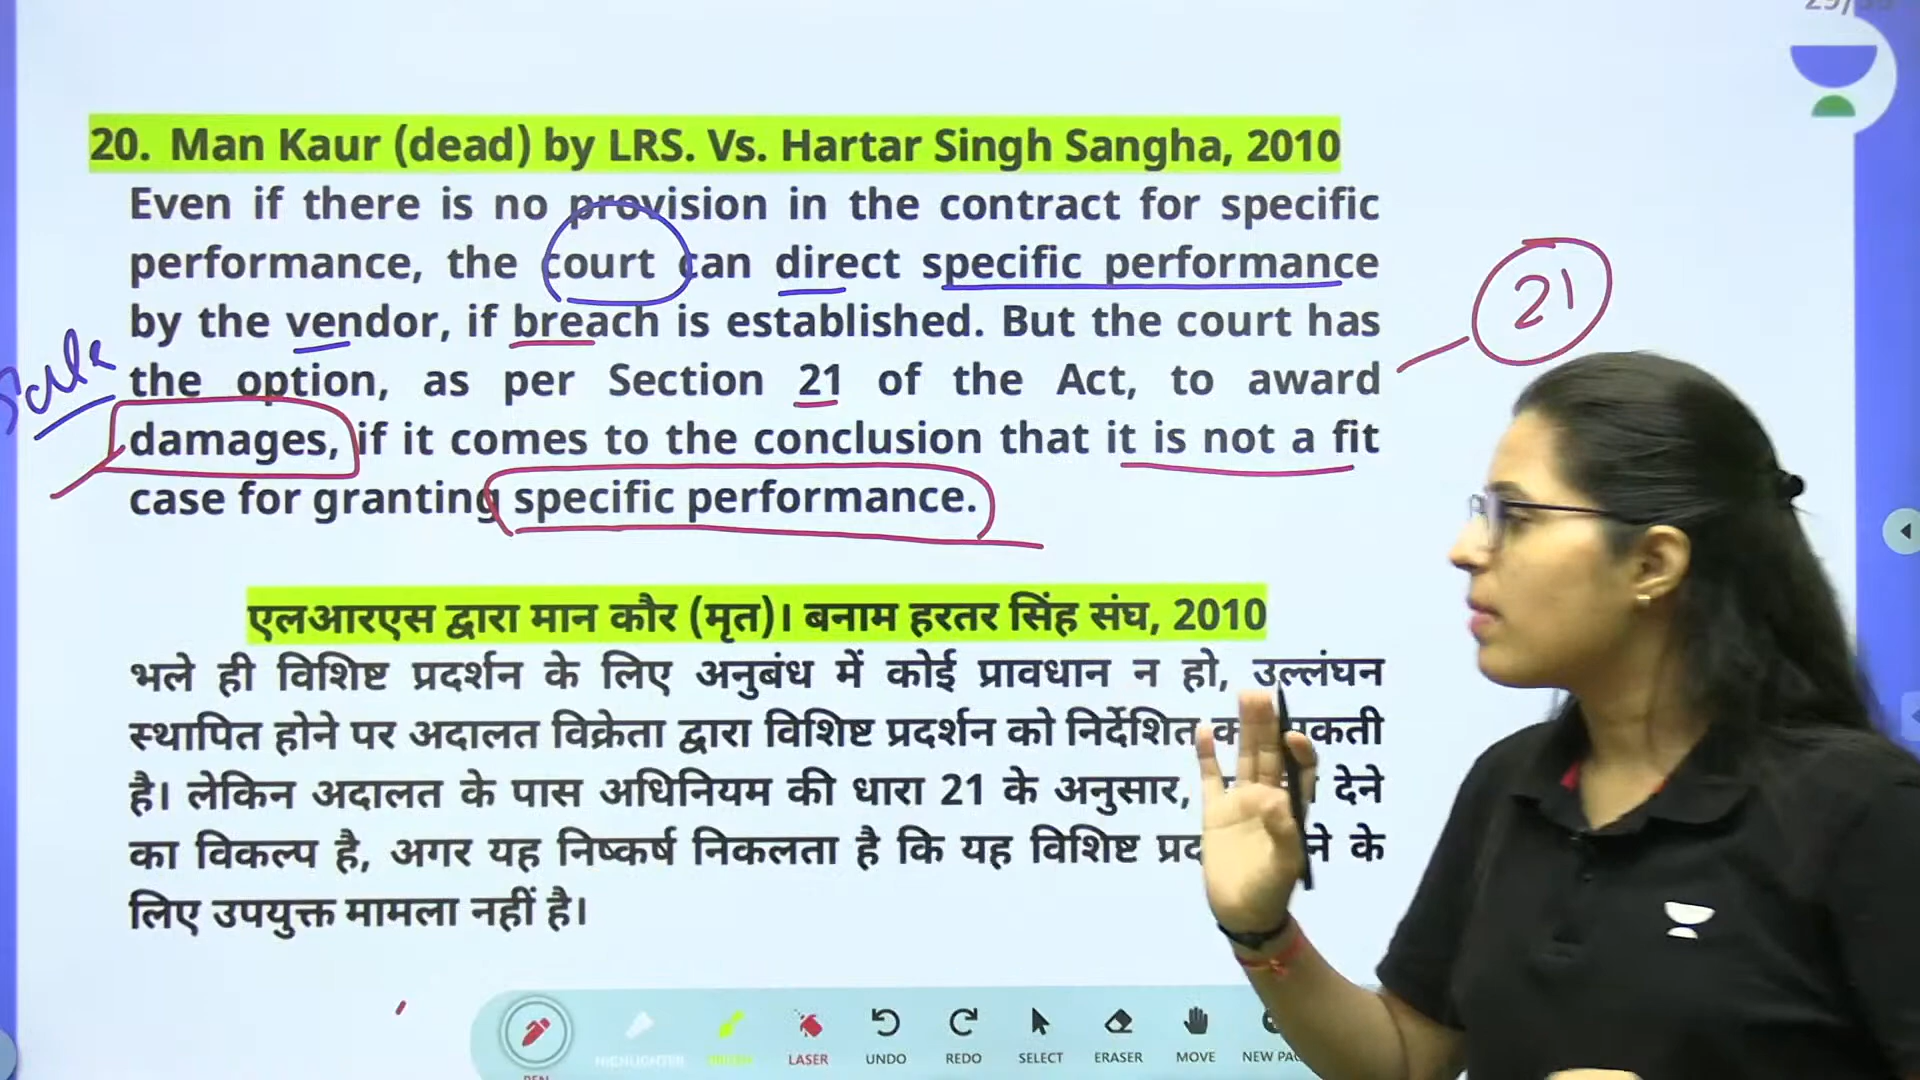 20. Man Kaur (dead) by LRS. Vs. Hartar Singh Sangha, 2010
Even if there is no provision in the contract for specific
performance, the court can direct specific performance
by the vendor, if breach is established. But the court has
the option, as per Section 21 of the Act, to award
damages, if it comes to the conclusion that it is not a fit
case for granting specific performance.
Sale
21
एलआरएस द्वारा मान कौर (मृत)। बनाम हरतर सिंह संघ, 2010
भले ही विशिष्ट प्रदर्शन के लिए अनुबंध में कोई प्रावधान न हो, उल्लंघन
स्थापित होने पर अदालत विक्रेता द्वारा विशिष्ट प्रदर्शन को निर्देशित
है। लेकिन अदालत के पास अधिनियम की धारा 21 के अनुसार, देने
का विकल्प है, अगर यह निष्कर्ष निकलता है कि यह विशिष्ट के
लिए उपयुक्त मामला नहीं है।
PEN HIGHLIGHTER LASER UNDO REDO SELECT ERASER MOVE NEW